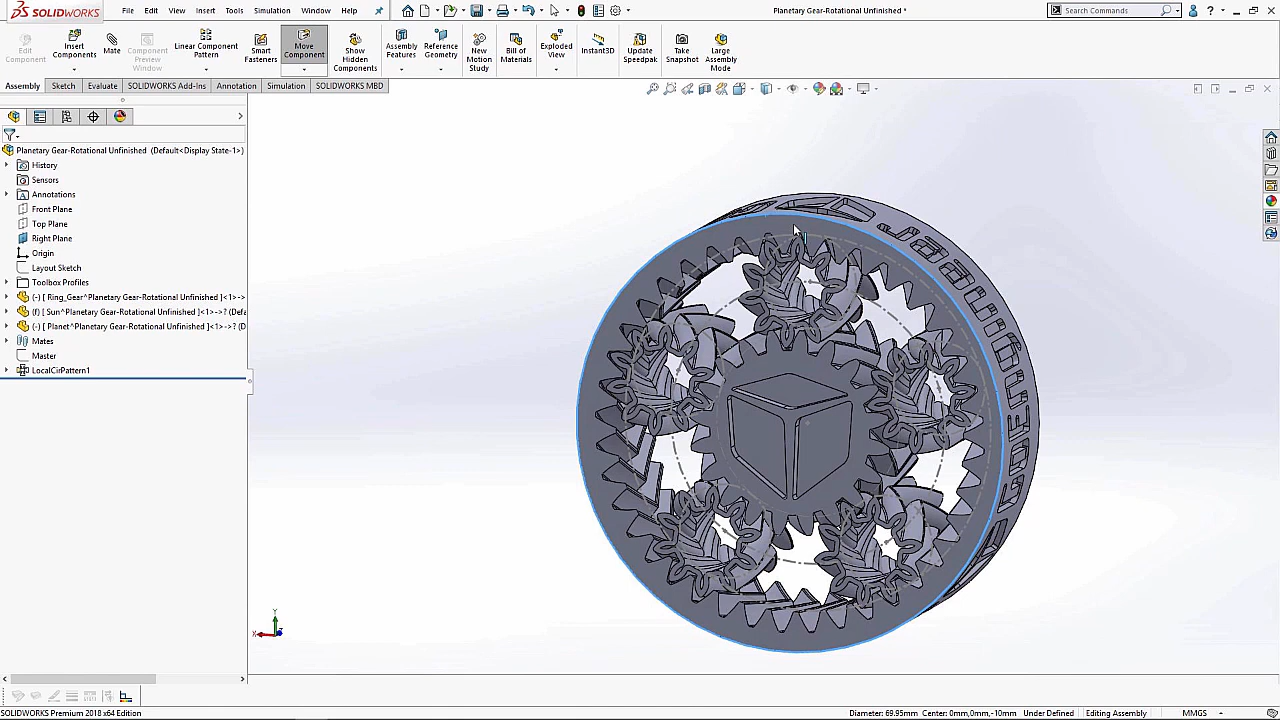 SOLIDWORKS
File Edit View Insert Tools Simulation Window Help
Planetary Gear-Rotational Unfinished *
Search Commands
Edit Component
Insert Components
Mate
Component Preview Window
Linear Component Pattern
Smart Fasteners
Move Component
Show Hidden Components
Assembly Features
Reference Geometry
New Motion Study
Bill of Materials
Exploded View
Instant3D
Update Speedpak
Take Snapshot
Large Assembly Mode
Assembly Sketch Evaluate SOLIDWORKS Add-Ins Annotation Simulation SOLIDWORKS MBD
Planetary Gear-Rotational Unfinished (Default<Display State-1>)
History
Sensors
Annotations
Front Plane
Top Plane
Right Plane
Origin
Layout Sketch
Toolbox Profiles
(-) [ Ring_Gear^Planetary Gear-Rotational Unfinished ]<1>->
(f) [ Sun^Planetary Gear-Rotational Unfinished ]<1>->? (Defa
(-) [ Planet^Planetary Gear-Rotational Unfinished ]<1>->? (D
Mates
Master
LocalCirPattern1
Y
X
SOLIDWORKS Premium 2018 x64 Edition
Diameter: 69.95mm Center: 0mm,0mm,-10mm Under Defined Editing Assembly MMGS